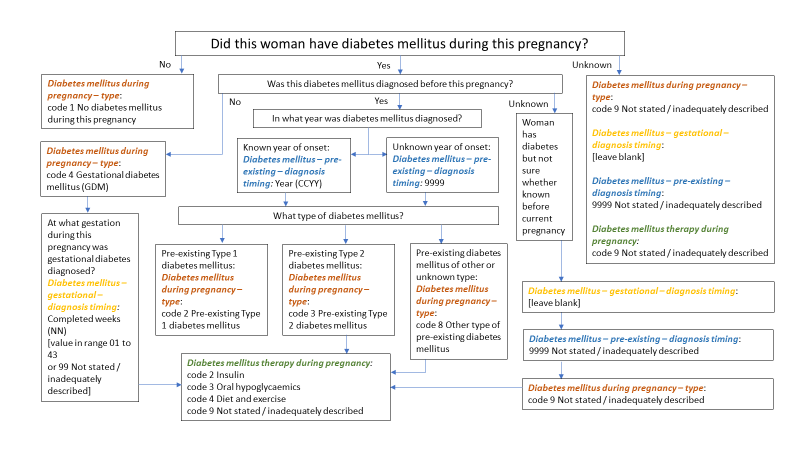 Did this woman have diabetes mellitus during this pregnancy?
No
Yes
Unknown
Diabetes mellitus during
pregnancy – type:
code 1 No diabetes mellitus
during this pregnancy
Was this diabetes mellitus diagnosed before this pregnancy?
No
Yes
Unknown
In what year was diabetes mellitus diagnosed?
Diabetes mellitus during
pregnancy – type:
code 4 Gestational diabetes
mellitus (GDM)
Known year of onset:
Diabetes mellitus – pre-
existing – diagnosis
timing: Year (CCYY)
Unknown year of onset:
Diabetes mellitus – pre-
existing – diagnosis
timing: 9999
Woman
has
diabetes
but not
sure
whether
known
before
current
pregnancy
Diabetes mellitus during pregnancy –
type:
code 9 Not stated / inadequately described
Diabetes mellitus – gestational –
diagnosis timing:
[leave blank]
Diabetes mellitus – pre-existing –
diagnosis timing:
9999 Not stated / inadequately described
Diabetes mellitus therapy during
pregnancy:
code 9 Not stated / inadequately described
What type of diabetes mellitus?
At what gestation
during this
pregnancy was
gestational diabetes
diagnosed?
Diabetes mellitus –
gestational –
diagnosis timing:
Completed weeks
(NN)
[value in range 01 to
43
or 99 Not stated /
inadequately
described]
Pre-existing Type 1
diabetes mellitus:
Diabetes mellitus
during pregnancy –
type:
code 2 Pre-existing Type
1 diabetes mellitus
Pre-existing Type 2
diabetes mellitus:
Diabetes mellitus
during pregnancy –
type:
code 3 Pre-existing Type
2 diabetes mellitus
Pre-existing diabetes
mellitus of other or
unknown type:
Diabetes mellitus
during pregnancy –
type:
code 8 Other type of
pre-existing diabetes
mellitus
Diabetes mellitus – gestational – diagnosis timing:
[leave blank]
Diabetes mellitus – pre-existing – diagnosis timing:
9999 Not stated / inadequately described
Diabetes mellitus during pregnancy – type:
code 9 Not stated / inadequately described
Diabetes mellitus therapy during pregnancy:
code 2 Insulin
code 3 Oral hypoglycaemics
code 4 Diet and exercise
code 9 Not stated / inadequately described